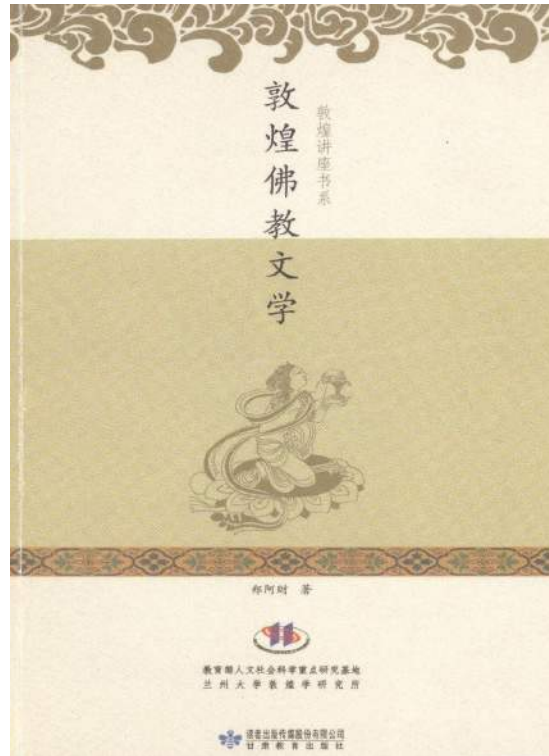 敦煌讲座书系
敦煌佛教文学
郑阿财 著
教育部人文社会科学重点研究基地
兰州大学敦煌学研究所
读者出版传媒股份有限公司
甘肃教育出版社